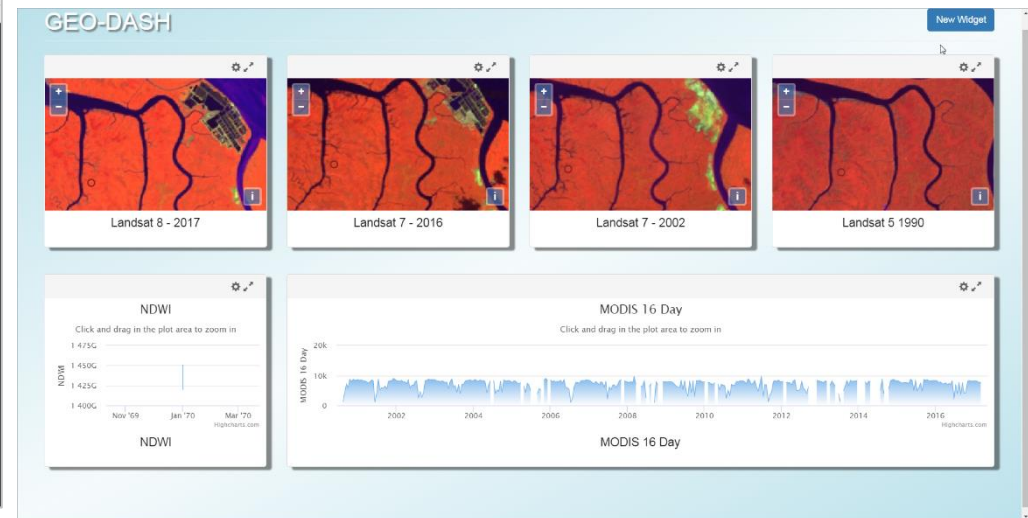 GEO-DASH
New Widget
+
-
i
Landsat 8 - 2017
+
-
i
Landsat 7 - 2016
+
-
i
Landsat 7 - 2002
+
-
i
Landsat 5 1990
NDWI
Click and drag in the plot area to zoom in
1 475G
1 450G
1 425G
1 400G
NDWI
Nov '69 Jan '70 Mar '70
Highcharts.com
NDWI
MODIS 16 Day
Click and drag in the plot area to zoom in
20k
10k
0
MODIS 16 Day
2002 2004 2006 2008 2010 2012 2014 2016
Highcharts.com
MODIS 16 Day